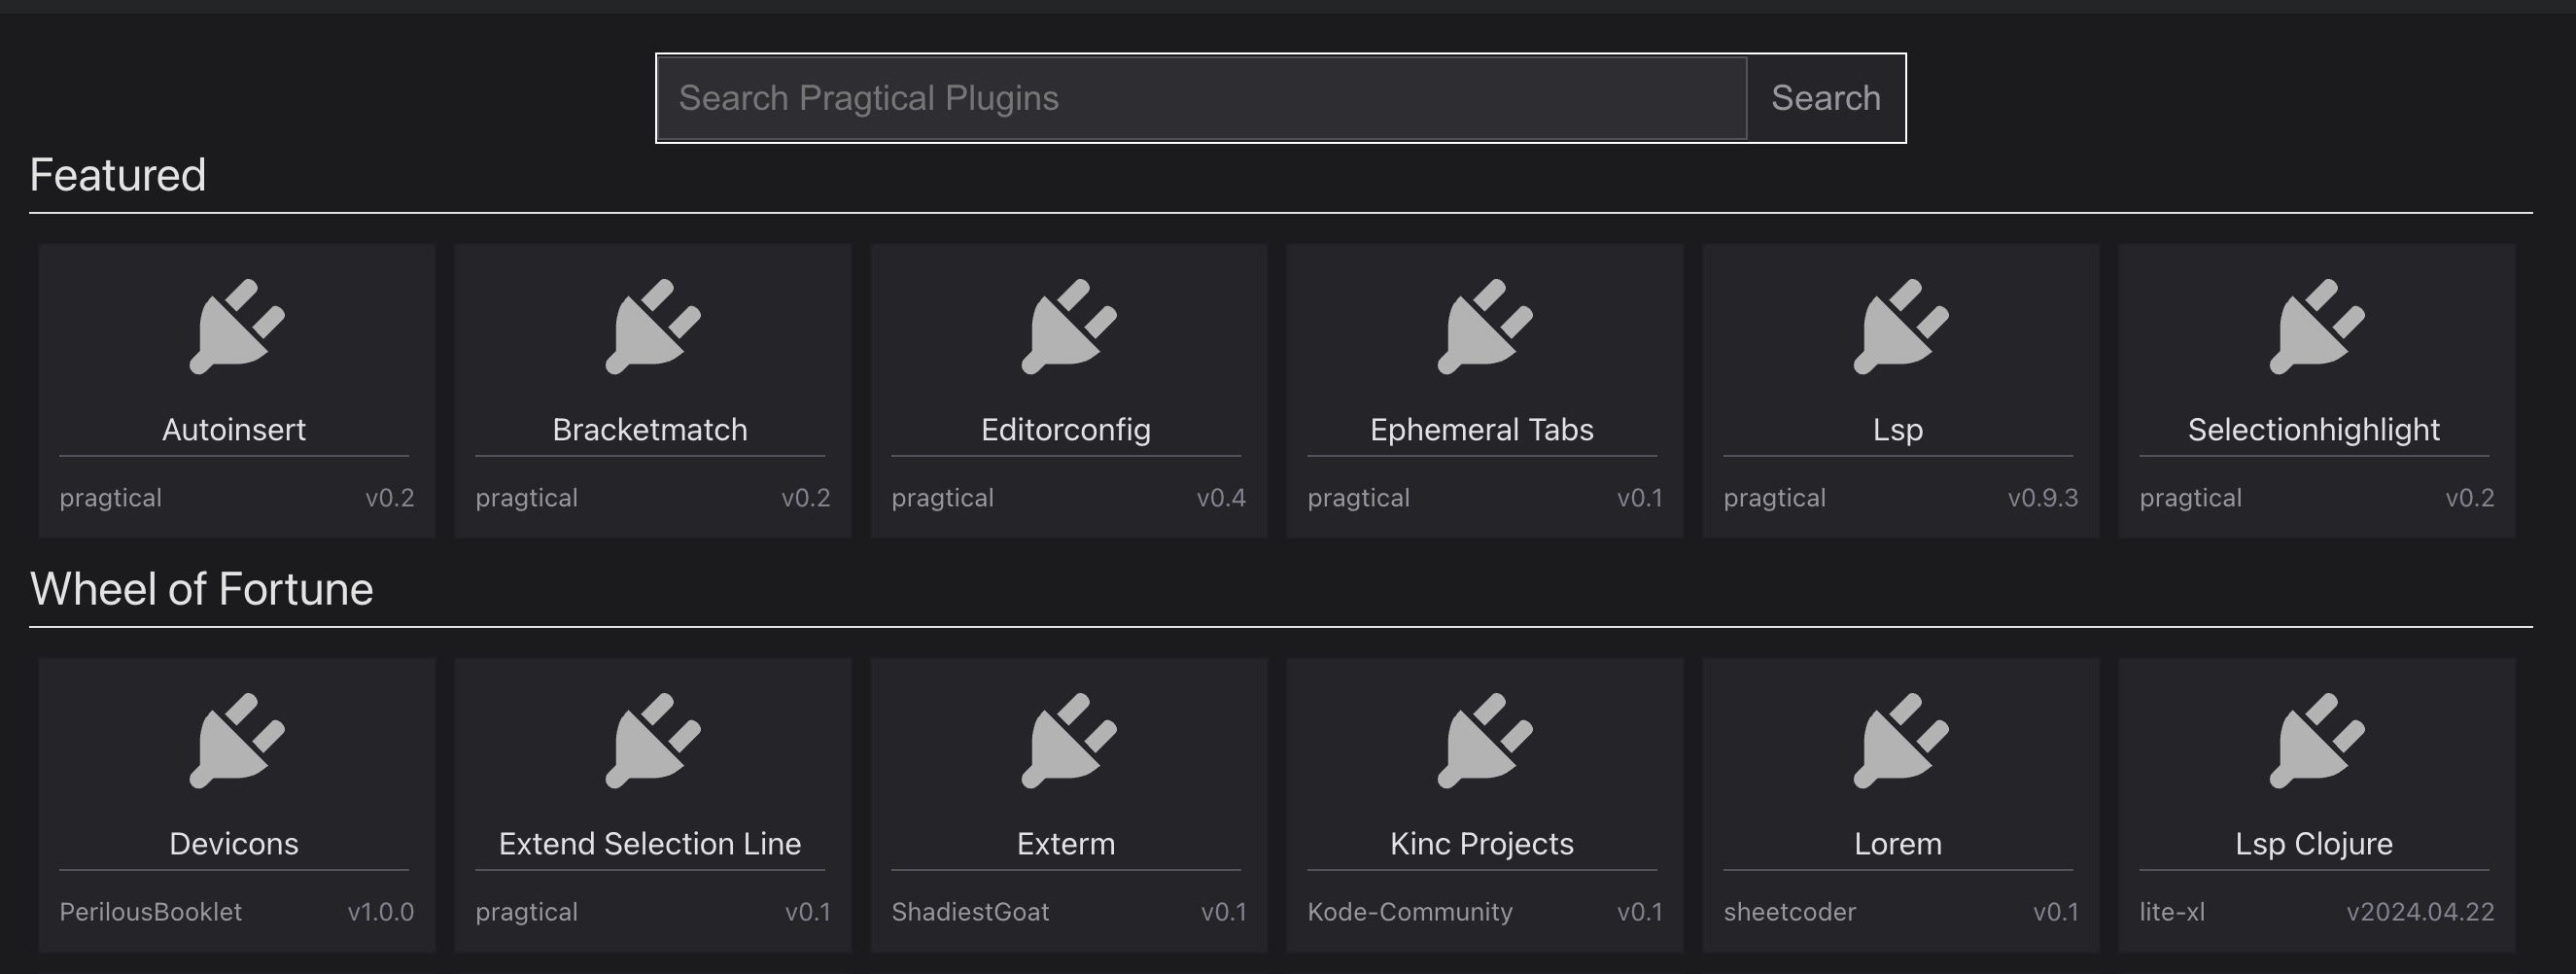 Search Pragtical Plugins Search
Featured
Autoinsert
pragtical v0.2
Bracketmatch
pragtical v0.2
Editorconfig
pragtical v0.4
Ephemeral Tabs
pragtical v0.1
Lsp
pragtical v0.9.3
Selectionhighlight
pragtical v0.2
Wheel of Fortune
Devicons
PerilousBooklet v1.0.0
Extend Selection Line
pragtical v0.1
Exterm
ShadiestGoat v0.1
Kinc Projects
Kode-Community v0.1
Lorem
sheetcoder v0.1
Lsp Clojure
lite-xl v2024.04.22